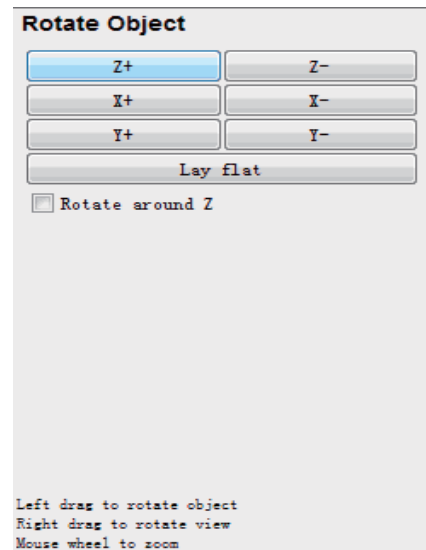 Rotate Object
Z+ Z-
X+ X-
Y+ Y-
Lay flat
Rotate around Z
Left drag to rotate object
Right drag to rotate view
Mouse wheel to zoom